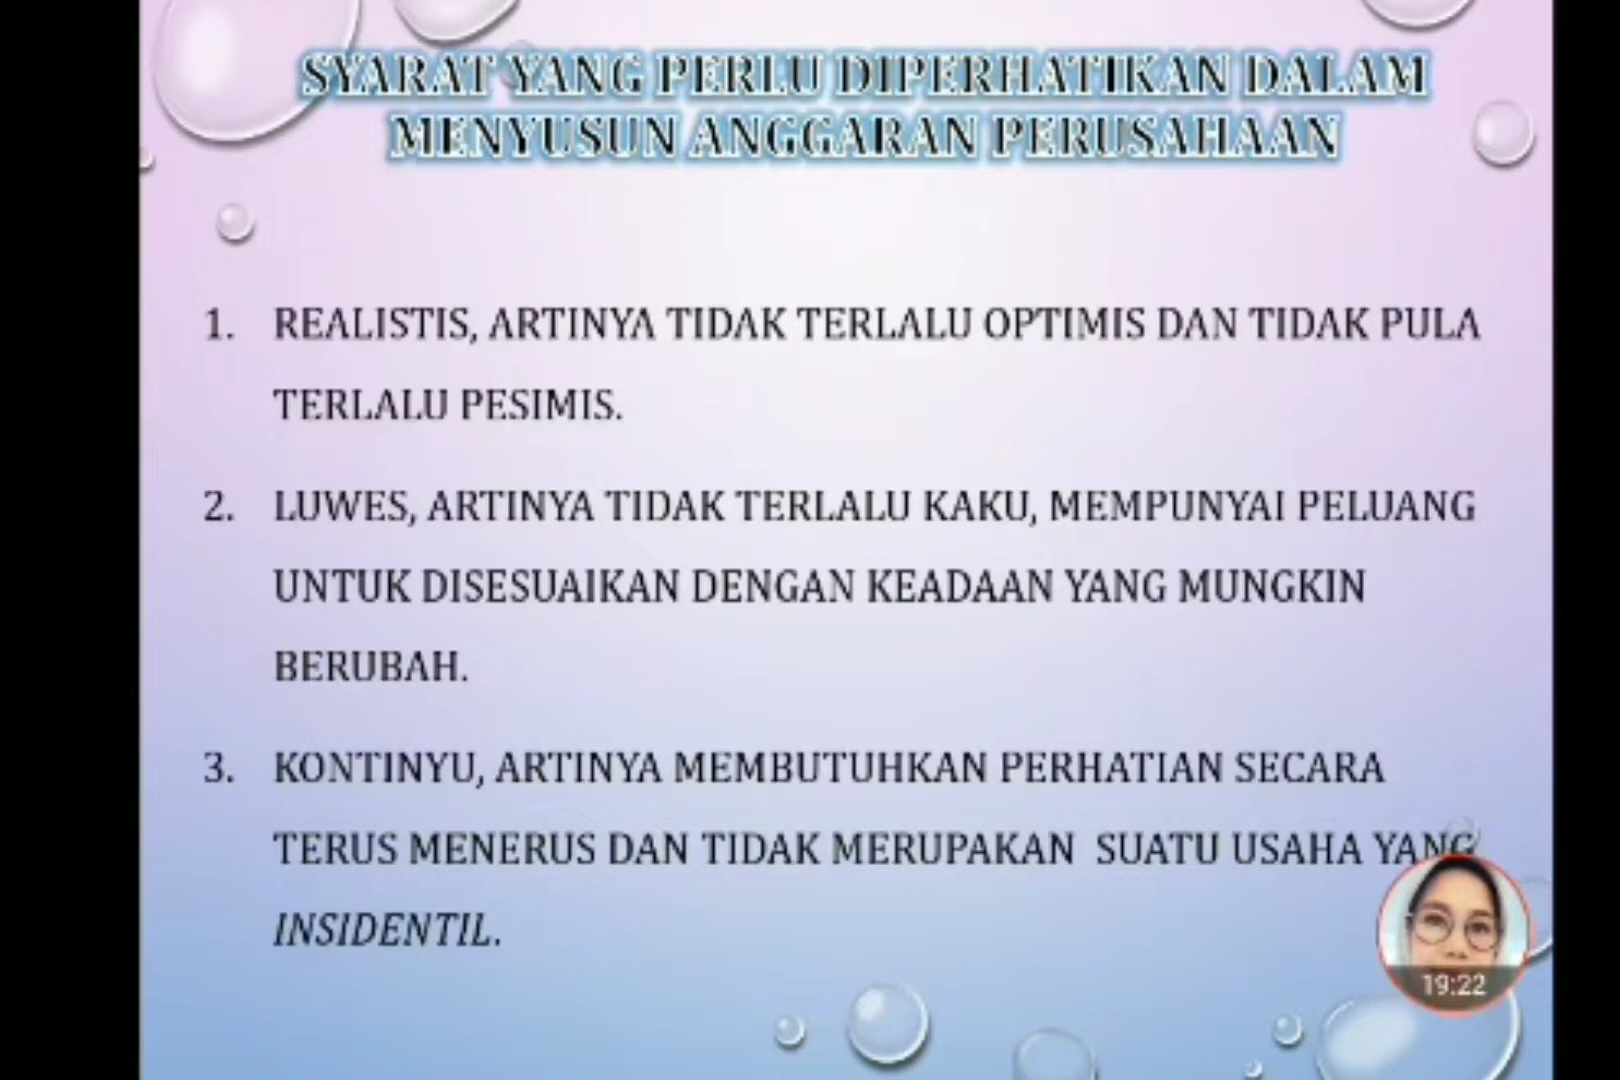 SYARAT YANG PERLU DIPERHATIKAN DALAM
MENYUSUN ANGGARAN PERUSAHAAN
1. REALISTIS, ARTINYA TIDAK TERLALU OPTIMIS DAN TIDAK PULA
TERLALU PESIMIS.
2. LUWES, ARTINYA TIDAK TERLALU KAKU, MEMPUNYAI PELUANG
UNTUK DISESUAIKAN DENGAN KEADAAN YANG MUNGKIN
BERUBAH.
3. KONTINYU, ARTINYA MEMBUTUHKAN PERHATIAN SECARA
TERUS MENERUS DAN TIDAK MERUPAKAN SUATU USAHA YANG
INSIDENTIL.
19:22